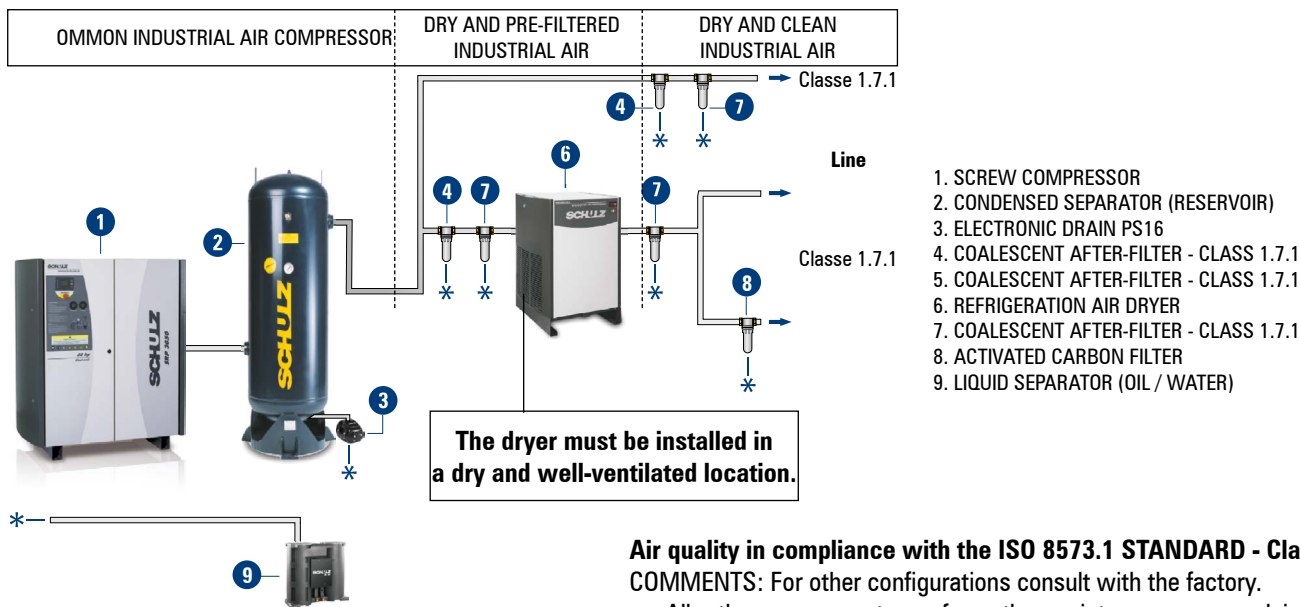 OMMON INDUSTRIAL AIR COMPRESSOR
DRY AND PRE-FILTERED
INDUSTRIAL AIR
DRY AND CLEAN
INDUSTRIAL AIR
Classe 1.7.1
4
7
6
Line
4
7
7
1
2
SCHULZ
SCHULZ
SCHULZ
SRP 3030
SCHULZ
Classe 1.7.1
8
3
The dryer must be installed in
a dry and well-ventilated location.
9
1. SCREW COMPRESSOR
2. CONDENSED SEPARATOR (RESERVOIR)
3. ELECTRONIC DRAIN PS16
4. COALESCENT AFTER-FILTER - CLASS 1.7.1
5. COALESCENT AFTER-FILTER - CLASS 1.7.1
6. REFRIGERATION AIR DRYER
7. COALESCENT AFTER-FILTER - CLASS 1.7.1
8. ACTIVATED CARBON FILTER
9. LIQUID SEPARATOR (OIL / WATER)
Air quality in compliance with the ISO 8573.1 STANDARD - Cla
COMMENTS: For other configurations consult with the factory.